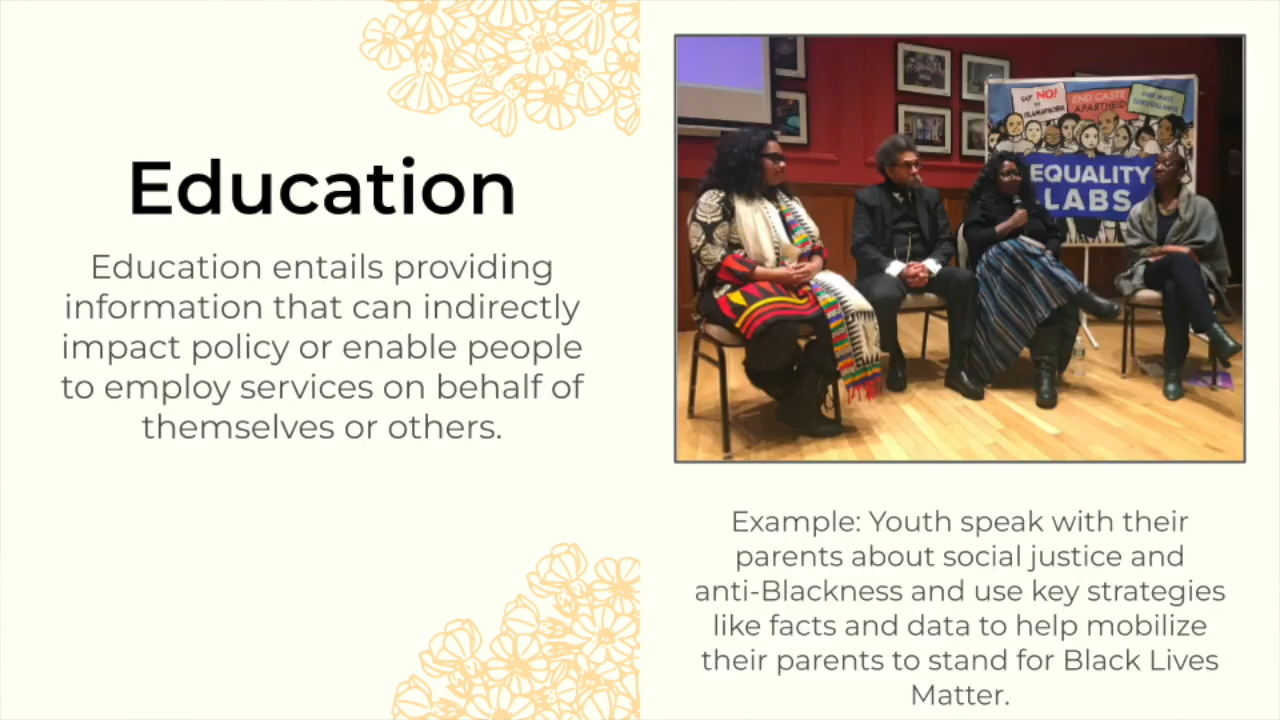 Education
Education entails providing
information that can indirectly
impact policy or enable people
to employ services on behalf of
themselves or others.
SAY NO!
TO
ISLAMAPHOBIA
END CASTE
APARTHEID
SURVEILLANCE
EQUALITY
LABS
Example: Youth speak with their
parents about social justice and
anti-Blackness and use key strategies
like facts and data to help mobilize
their parents to stand for Black Lives
Matter.